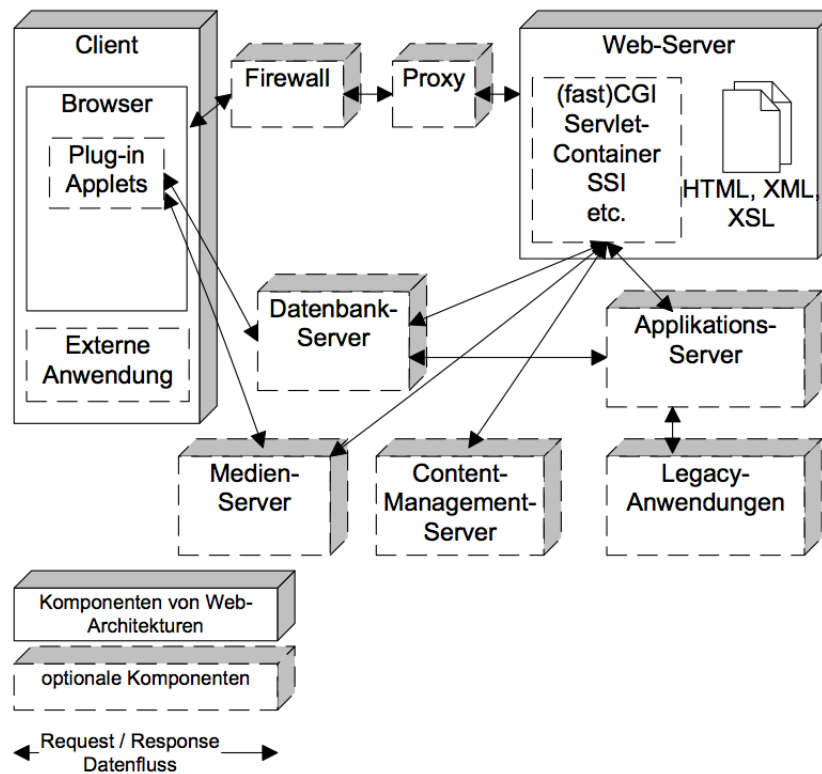 Client
Browser
Plug-in
Applets
Externe
Anwendung
Firewall
Proxy
Web-Server
(fast)CGI
Servlet-
Container
SSI
etc.
HTML, XML,
XSL
Datenbank-
Server
Applikations-
Server
Medien-
Server
Content-
Management-
Server
Legacy-
Anwendungen
Komponenten von Web-
Architekturen
optionale Komponenten
Request / Response
Datenfluss